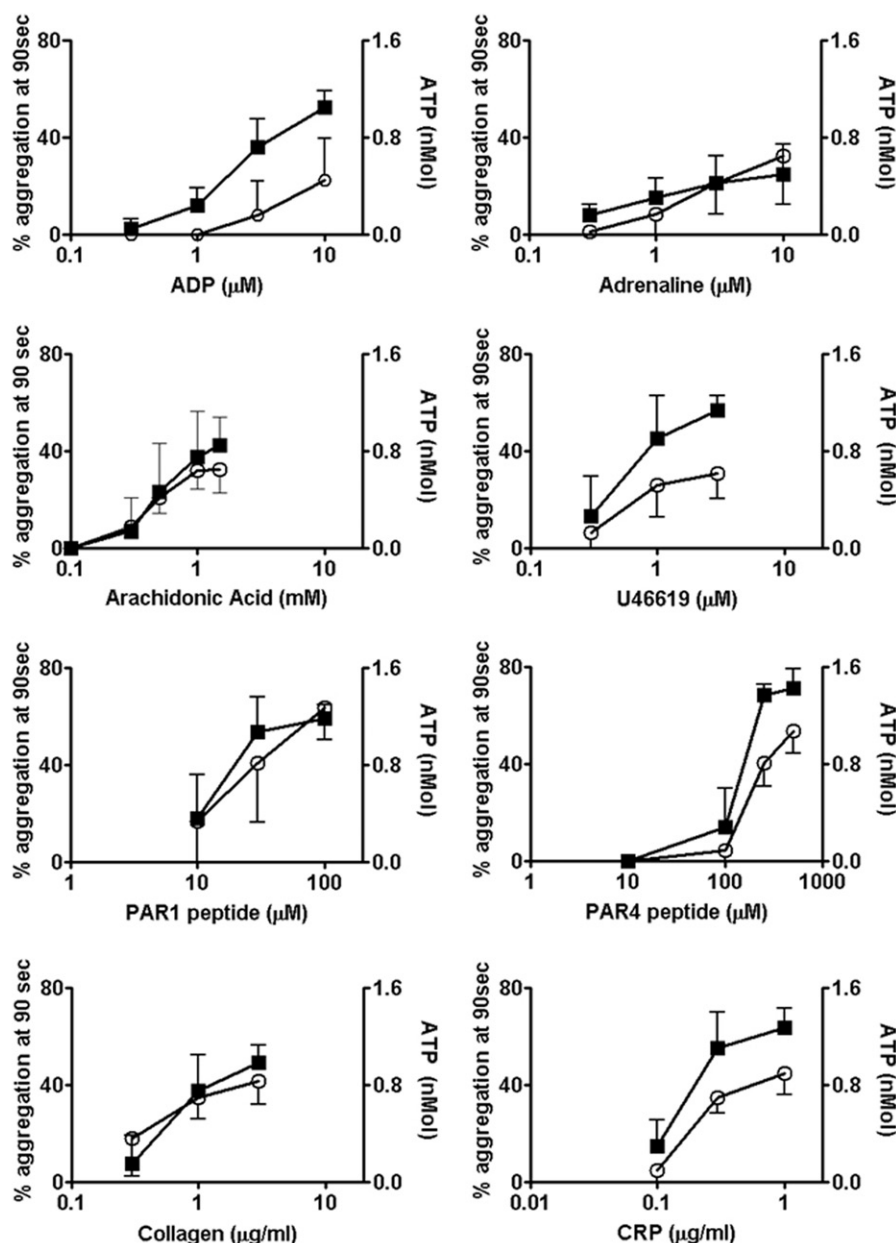 % aggregation at 90sec
80
40
0
1.6
0.8
0.0
ATP (nMol)
0.1 1 10
ADP (µM)
% aggregation at 90sec
80
40
0
1.6
0.8
0.0
ATP (nMol)
0.1 1 10
Adrenaline (µM)
% aggregation at 90 sec
80
40
0
1.6
0.8
0.0
ATP (nMol)
0.1 1 10
Arachidonic Acid (mM)
% aggregation at 90sec
80
40
0
1.6
0.8
0.0
ATP (nMol)
0.1 1 10
U46619 (µM)
% aggregation at 90sec
80
40
0
1.6
0.8
0.0
ATP (nMol)
1 10 100
PAR1 peptide (µM)
% aggregation at 90sec
80
40
0
1.6
0.8
0.0
ATP (nMol)
1 10 100 1000
PAR4 peptide (µM)
% aggregation at 90 sec
80
40
0
1.6
0.8
0.0
ATP (nMol)
0.1 1 10
Collagen (µg/ml)
% aggregation at 90 sec
80
40
0
1.6
0.8
0.0
ATP (nMol)
0.01 0.1 1
CRP (µg/ml)